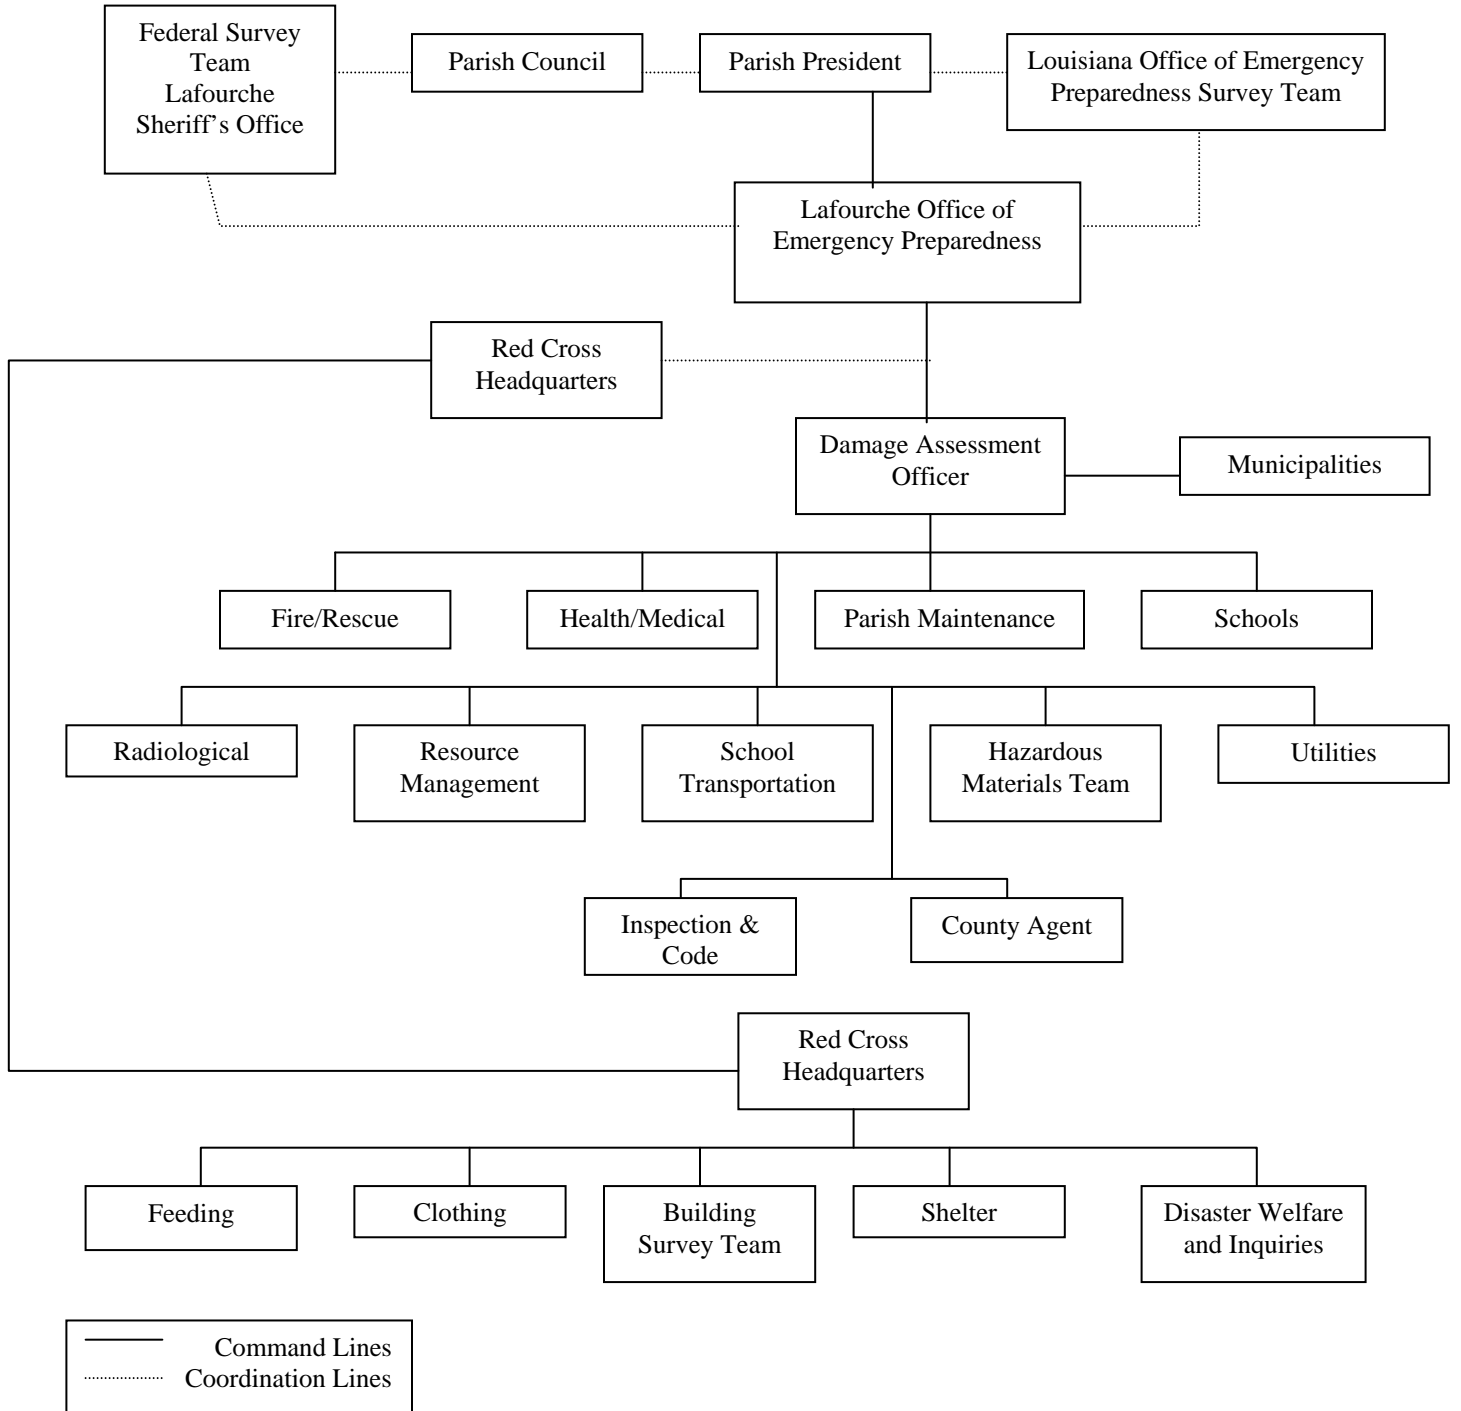 Federal Survey
Team
Lafourche
Sheriff's Office
Parish Council
Parish President
Louisiana Office of Emergency
Preparedness Survey Team
Lafourche Office of
Emergency Preparedness
Red Cross
Headquarters
Damage Assessment
Officer
Municipalities
Fire/Rescue
Health/Medical
Parish Maintenance
Schools
Radiological
Resource
Management
School
Transportation
Hazardous
Materials Team
Utilities
Inspection &
Code
County Agent
Red Cross
Headquarters
Feeding
Clothing
Building
Survey Team
Shelter
Disaster Welfare
and Inquiries
Command Lines
Coordination Lines